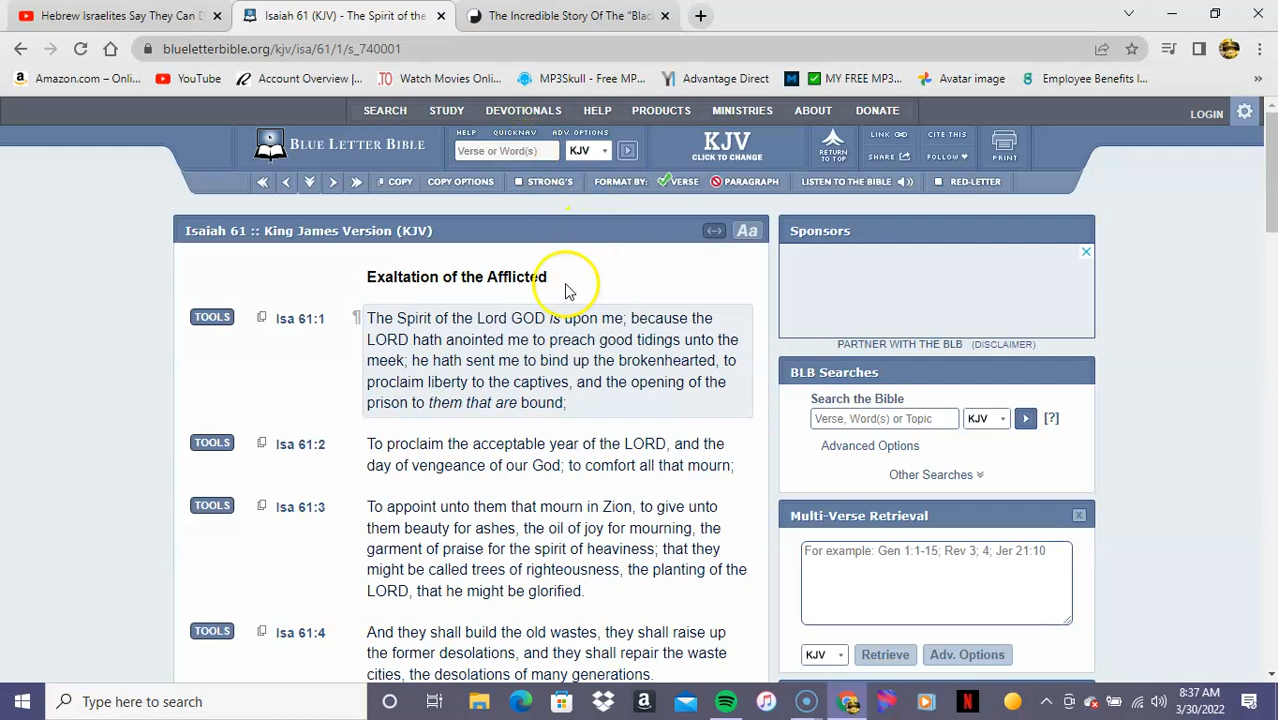 Hebrew Israelites Say They Can D
Isaiah 61 (KJV) - The Spirit of the
The Incredible Story Of The "Blac
blueletterbible.org/kjv/isa/61/1/s_740001
Amazon.com – Onli... YouTube Account Overview |... Watch Movies Onlin... MP3Skull - Free MP... Advantage Direct MY FREE MP3... Avatar image Employee Benefits I... »
SEARCH STUDY DEVOTIONALS HELP PRODUCTS MINISTRIES ABOUT DONATE LOGIN
HELP QUICKNAV ADV. OPTIONS
BLUE LETTER BIBLE Verse or Word(s) KJV
KJV
CLICK TO CHANGE
RETURN TO TOP
LINK CITE THIS
SHARE FOLLOW
PRINT
COPY COPY OPTIONS STRONG'S FORMAT BY: VERSE PARAGRAPH LISTEN TO THE BIBLE RED-LETTER
Isaiah 61 :: King James Version (KJV) Aa
Exaltation of the Afflicted
TOOLS Isa 61:1 ¶ The Spirit of the Lord GOD is upon me; because the
LORD hath anointed me to preach good tidings unto the
meek; he hath sent me to bind up the brokenhearted, to
proclaim liberty to the captives, and the opening of the
prison to them that are bound;
TOOLS Isa 61:2 To proclaim the acceptable year of the LORD, and the
day of vengeance of our God; to comfort all that mourn;
TOOLS Isa 61:3 To appoint unto them that mourn in Zion, to give unto
them beauty for ashes, the oil of joy for mourning, the
garment of praise for the spirit of heaviness; that they
might be called trees of righteousness, the planting of the
LORD, that he might be glorified.
TOOLS Isa 61:4 And they shall build the old wastes, they shall raise up
the former desolations, and they shall repair the waste
cities, the desolations of many generations.
Sponsors
PARTNER WITH THE BLB (DISCLAIMER)
BLB Searches
Search the Bible
Verse, Word(s) or Topic KJV [?]
Advanced Options
Other Searches
Multi-Verse Retrieval
For example: Gen 1:1-15; Rev 3; 4; Jer 21:10
KJV Retrieve Adv. Options
Type here to search
8:37 AM
3/30/2022